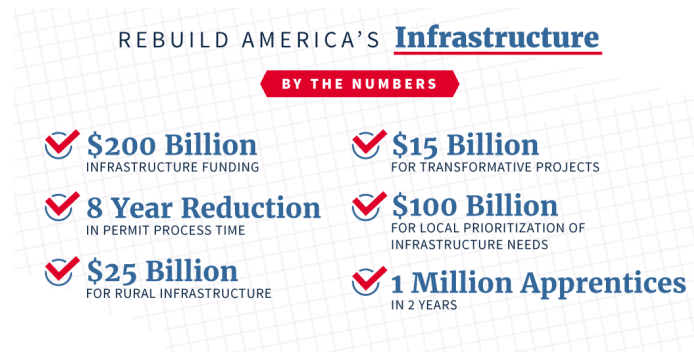 REBUILD AMERICA'S Infrastructure
BY THE NUMBERS
$200 Billion
INFRASTRUCTURE FUNDING
8 Year Reduction
IN PERMIT PROCESS TIME
$25 Billion
FOR RURAL INFRASTRUCTURE
$15 Billion
FOR TRANSFORMATIVE PROJECTS
$100 Billion
FOR LOCAL PRIORITIZATION OF
INFRASTRUCTURE NEEDS
1 Million Apprentices
IN 2 YEARS